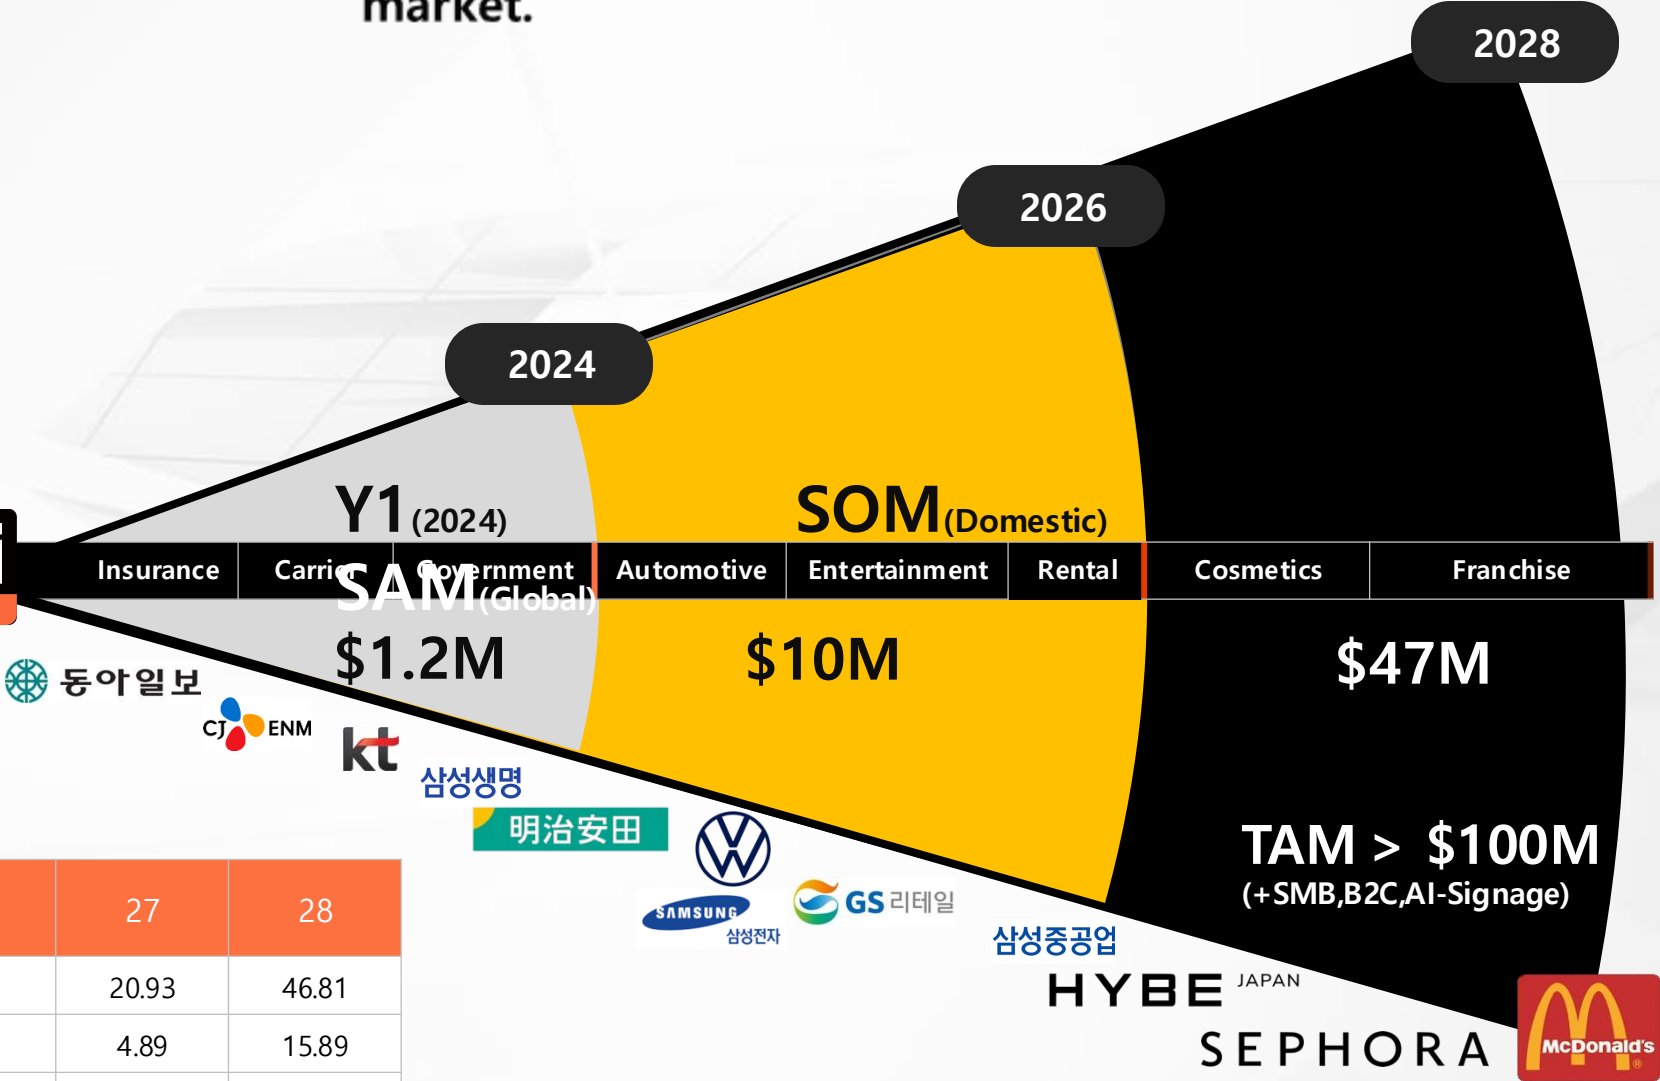 market.
2028
2026
2024
Y1(2024)
SOM(Domestic)
Insurance
Carrier
Government
Automotive
Entertainment
Rental
Cosmetics
Franchise
SAM(Global)
$1.2M
$10M
$47M
동아일보
CJ ENM
kt
삼성생명
明治安田
SAMSUNG
삼성전자
GS리테일
TAM > $100M
(+SMB,B2C,AI-Signage)
삼성중공업
HYBE JAPAN
SEPHORA
McDonald's
®
27
28
20.93
46.81
4.89
15.89